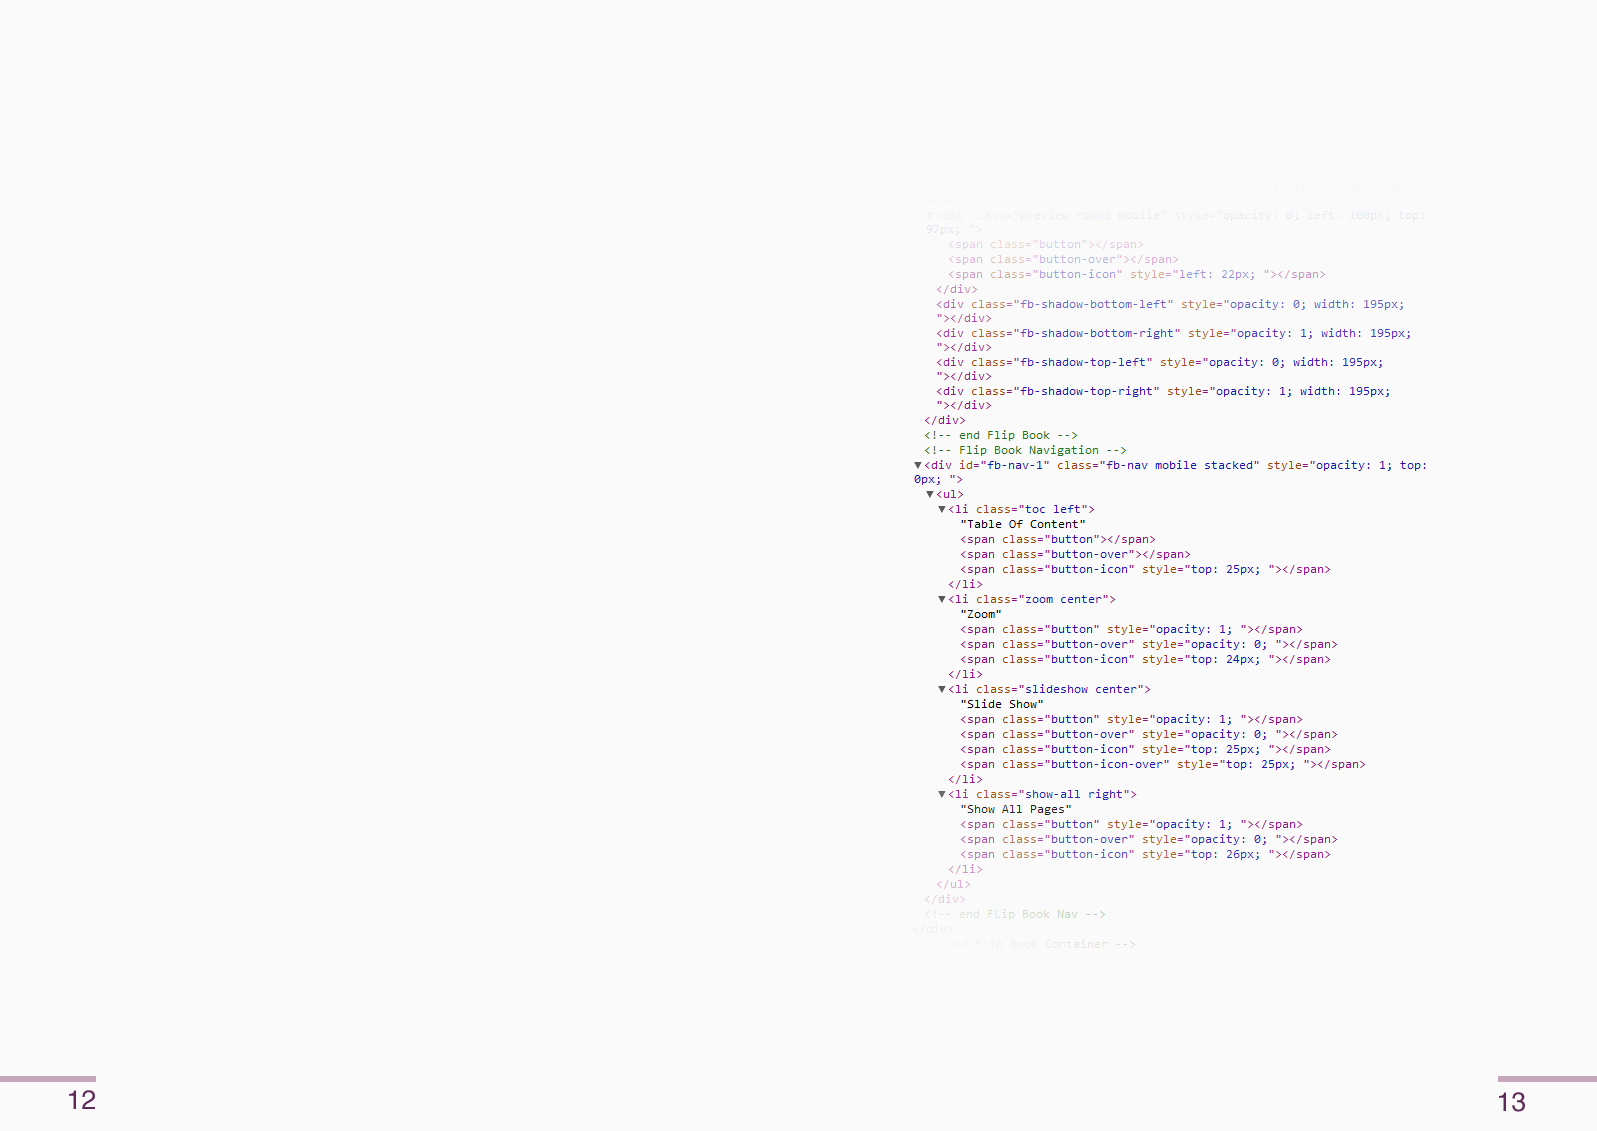 ▼<div class="preview round mobile" style="opacity: 0; left: 100px; top:
97px; ">
<span class="button"></span>
<span class="button-over"></span>
<span class="button-icon" style="left: 22px; "></span>
</div>
<div class="fb-shadow-bottom-left" style="opacity: 0; width: 195px;
"></div>
<div class="fb-shadow-bottom-right" style="opacity: 1; width: 195px;
"></div>
<div class="fb-shadow-top-left" style="opacity: 0; width: 195px;
"></div>
<div class="fb-shadow-top-right" style="opacity: 1; width: 195px;
"></div>
</div>
<!-- end Flip Book -->
<!-- Flip Book Navigation -->
▼<div id="fb-nav-1" class="fb-nav mobile stacked" style="opacity: 1; top:
0px; ">
▼<ul>
▼<li class="toc left">
"Table Of Content"
<span class="button"></span>
<span class="button-over"></span>
<span class="button-icon" style="top: 25px; "></span>
</li>
▼<li class="zoom center">
"Zoom"
<span class="button" style="opacity: 1; "></span>
<span class="button-over" style="opacity: 0; "></span>
<span class="button-icon" style="top: 24px; "></span>
</li>
▼<li class="slideshow center">
"Slide Show"
<span class="button" style="opacity: 1; "></span>
<span class="button-over" style="opacity: 0; "></span>
<span class="button-icon" style="top: 25px; "></span>
<span class="button-icon-over" style="top: 25px; "></span>
</li>
▼<li class="show-all right">
"Show All Pages"
<span class="button" style="opacity: 1; "></span>
<span class="button-over" style="opacity: 0; "></span>
<span class="button-icon" style="top: 26px; "></span>
</li>
</ul>
</div>
<!-- end FLip Book Nav -->
</div>
end Flip Book Container -->
12
13